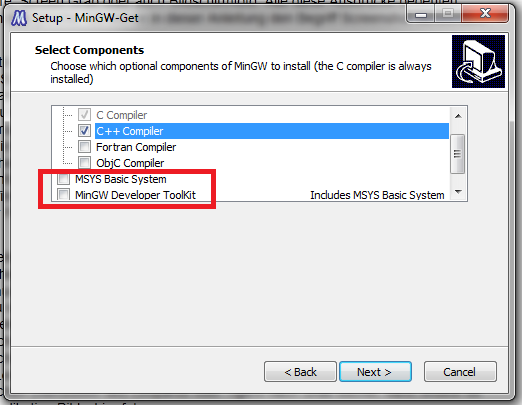 Setup - MinGW-Get
Select Components
Choose which optional components of MinGW to install (the C compiler is always
installed)
C Compiler
C++ Compiler
Fortran Compiler
ObjC Compiler
MSYS Basic System
MinGW Developer ToolKit Includes MSYS Basic System
< Back Next > Cancel